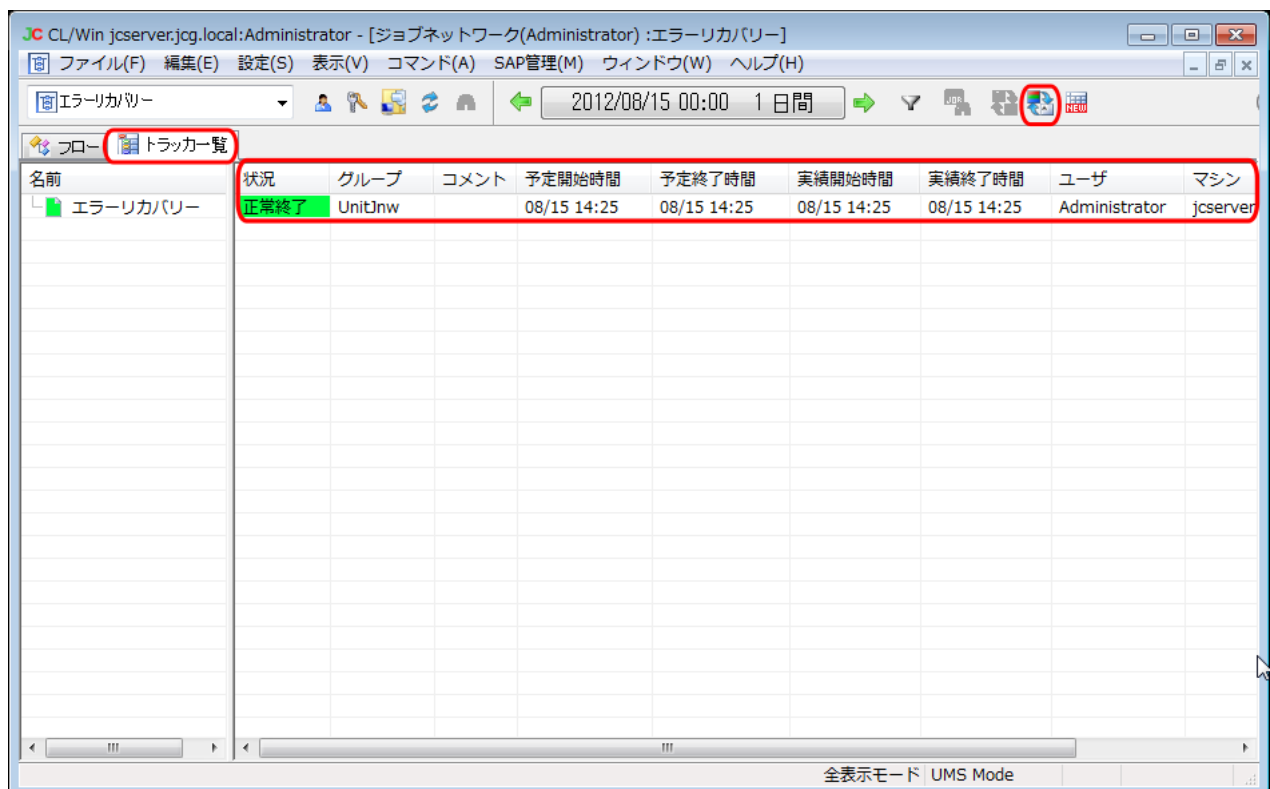 JC CL/Win jcserver.jcg.local:Administrator - [ジョブネットワーク(Administrator) :エラーリカバリー]
ファイル(F) 編集(E) 設定(S) 表示(V) コマンド(A) SAP管理(M) ウィンドウ(W) ヘルプ(H)
エラーリカバリー 2012/08/15 00:00 1 日間 JOB NEW
フロー トラッカ一覧
名前 状況 グループ コメント 予定開始時間 予定終了時間 実績開始時間 実績終了時間 ユーザ マシン
エラーリカバリー 正常終了 UnitJnw 08/15 14:25 08/15 14:25 08/15 14:25 08/15 14:25 Administrator jcserver
全表示モード UMS Mode